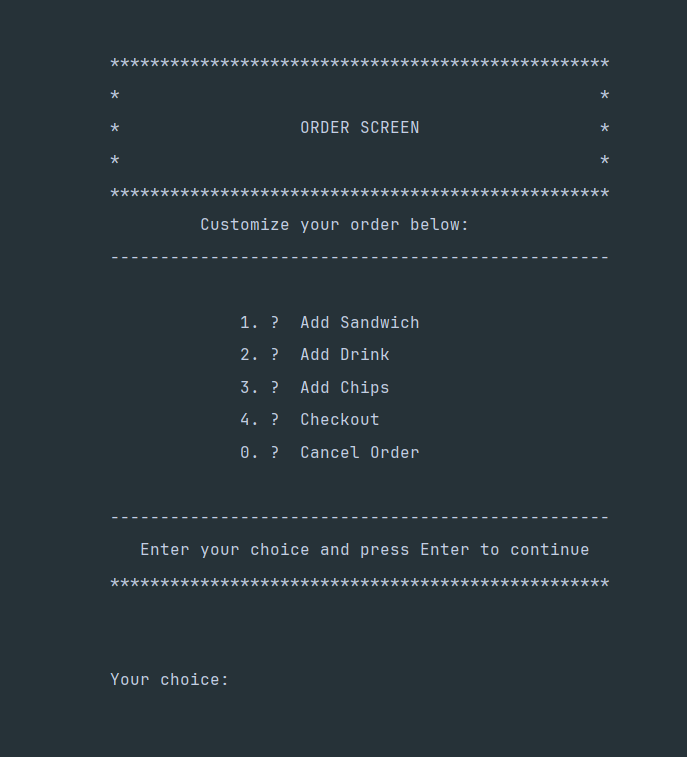 **************************************************
*                                                *
*                  ORDER SCREEN                  *
*                                                *
**************************************************
         Customize your order below:
--------------------------------------------------
             1. ?  Add Sandwich
             2. ?  Add Drink
             3. ?  Add Chips
             4. ?  Checkout
             0. ?  Cancel Order
--------------------------------------------------
   Enter your choice and press Enter to continue
**************************************************
Your choice: